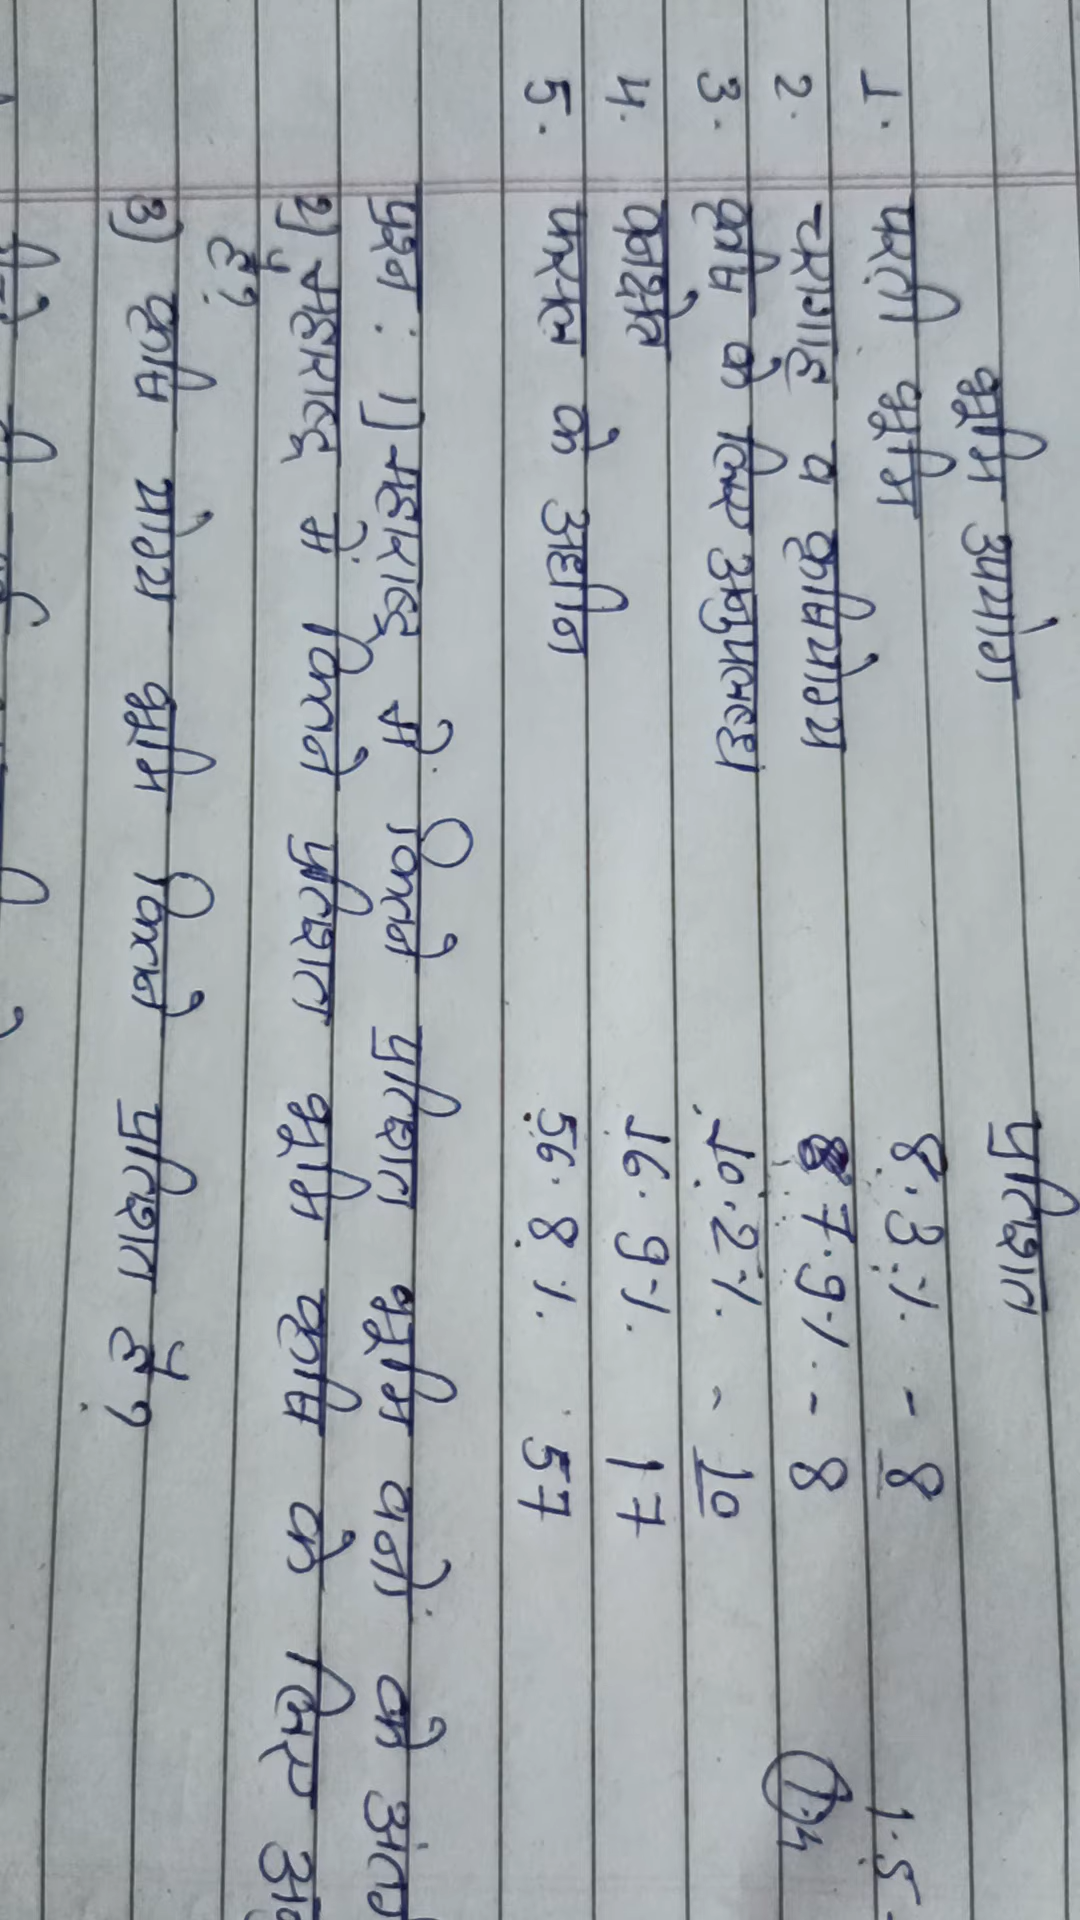 भूमि उपयोग प्रतिशत
1. परती भूमि 8.3% - 8 1.5
2. चरागाह व कृषियोग्य 7.9% - 8 1.4
3. कृषि के लिए अनुपलब्ध 10.2% - 10
4. वनक्षेत्र 16.9% 17
5. फसल के अधीन 56.8% 57
प्रश्न : 1) महाराष्ट्र में कितने प्रतिशत भूमि वनों के अंतर्ग
2) महाराष्ट्र में कितने प्रतिशत भूमि कृषि के लिए अनु
है?
3) कृषि योग्य भूमि कितने प्रतिशत है?